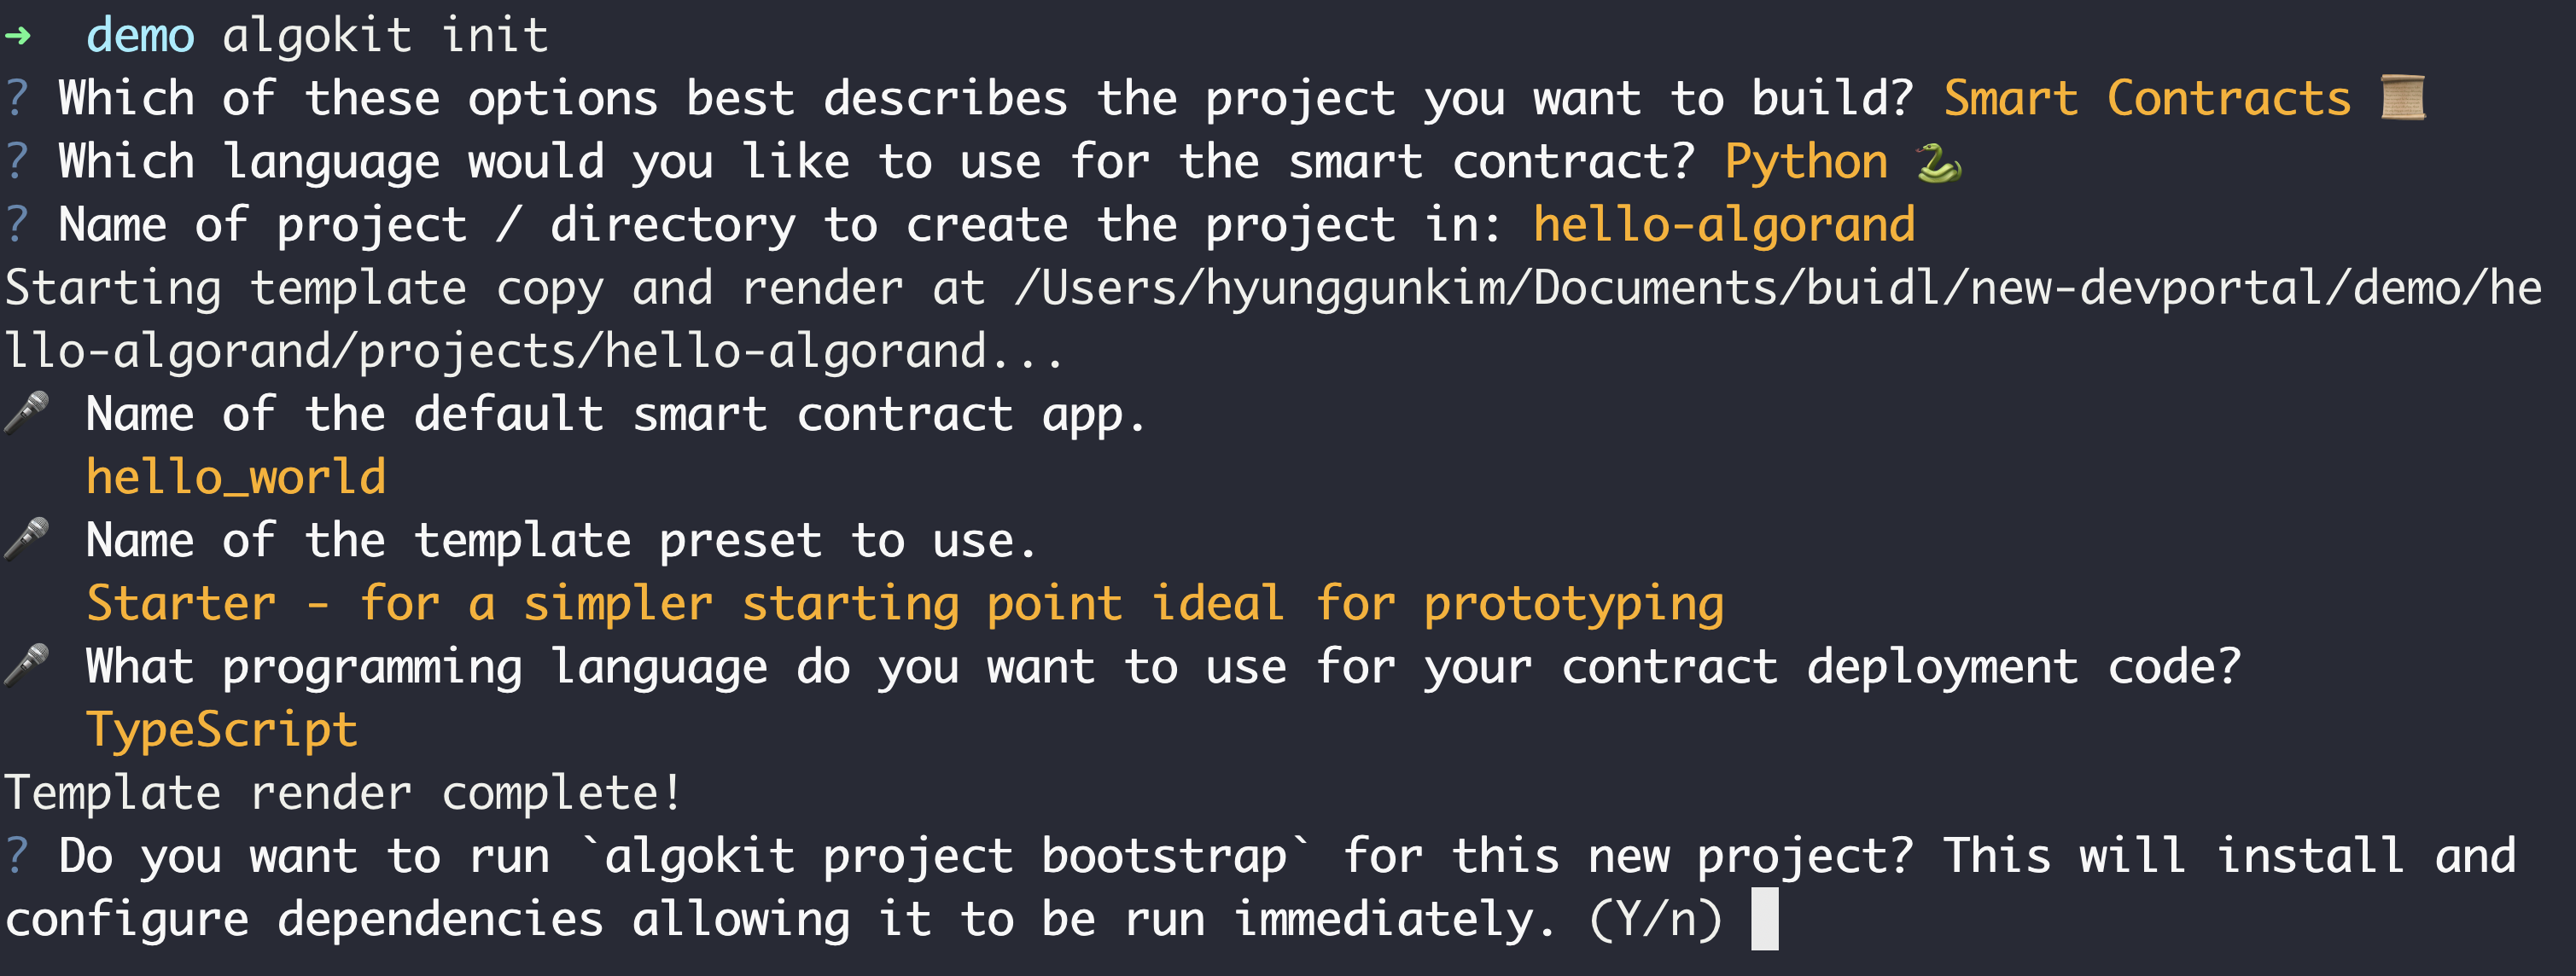 ➜  demo algokit init
? Which of these options best describes the project you want to build? Smart Contracts 📜
? Which language would you like to use for the smart contract? Python 🐍
? Name of project / directory to create the project in: hello-algorand
Starting template copy and render at /Users/hyunggunkim/Documents/buidl/new-devportal/demo/he
llo-algorand/projects/hello-algorand...
🎤 Name of the default smart contract app.
   hello_world
🎤 Name of the template preset to use.
   Starter - for a simpler starting point ideal for prototyping
🎤 What programming language do you want to use for your contract deployment code?
   TypeScript
Template render complete!
? Do you want to run `algokit project bootstrap` for this new project? This will install and
configure dependencies allowing it to be run immediately. (Y/n)